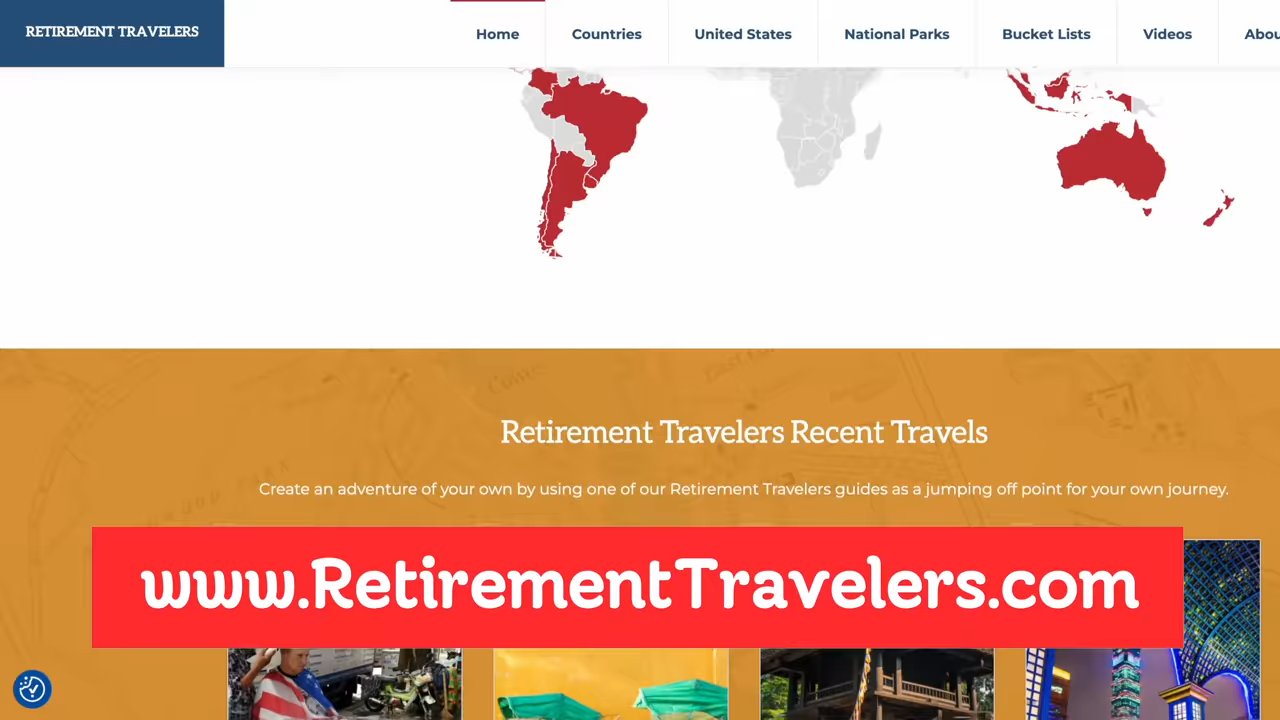 RETIREMENT TRAVELERS
Home
Countries
United States
National Parks
Bucket Lists
Videos
Abou
Retirement Travelers Recent Travels
Create an adventure of your own by using one of our Retirement Travelers guides as a jumping off point for your own journey.
www.RetirementTravelers.com